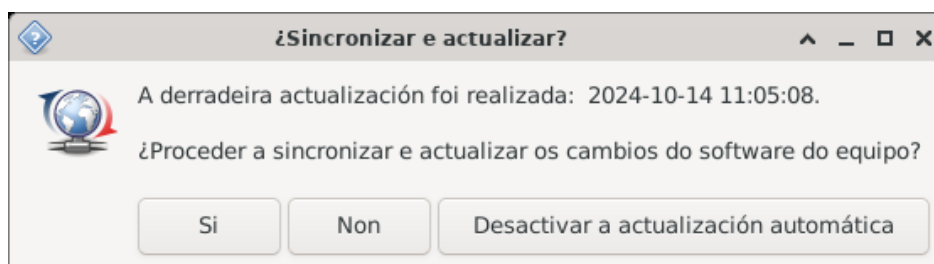 ¿Sincronizar e actualizar?
A derradeira actualización foi realizada: 2024-10-14 11:05:08.
¿Proceder a sincronizar e actualizar os cambios do software do equipo?
Si Non Desactivar a actualización automática